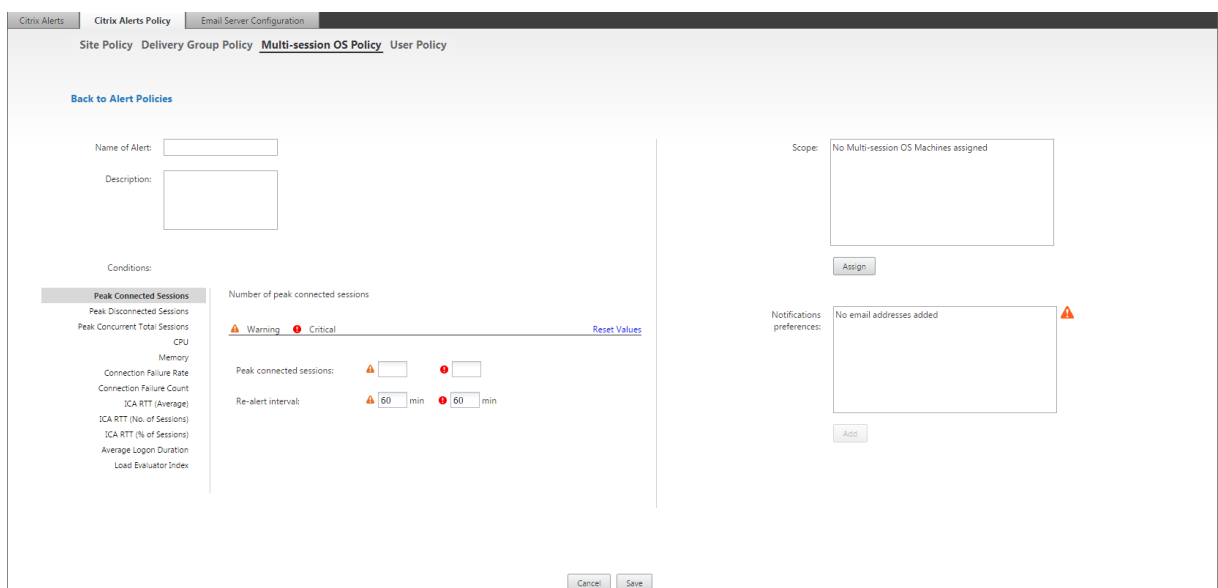 Citrix Alerts
Citrix Alerts Policy
Email Server Configuration
Site Policy Delivery Group Policy Multi-session OS Policy User Policy
Back to Alert Policies
Name of Alert:
Description:
Conditions:
Peak Connected Sessions
Peak Disconnected Sessions
Peak Concurrent Total Sessions
CPU
Memory
Connection Failure Rate
Connection Failure Count
ICA RTT (Average)
ICA RTT (No. of Sessions)
ICA RTT (% of Sessions)
Average Logon Duration
Load Evaluator Index
Number of peak connected sessions
Warning Critical Reset Values
Peak connected sessions:
Re-alert interval: 60 min 60 min
Scope:
No Multi-session OS Machines assigned
Assign
Notifications
preferences:
No email addresses added
Add
Cancel Save